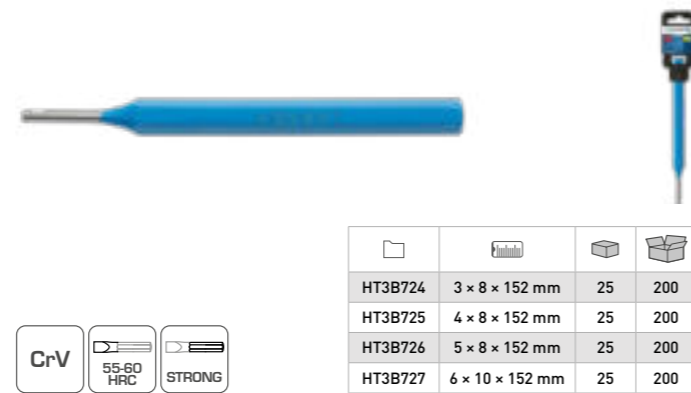 HT3B724 3 × 8 × 152 mm 25 200
HT3B725 4 × 8 × 152 mm 25 200
HT3B726 5 × 8 × 152 mm 25 200
HT3B727 6 × 10 × 152 mm 25 200
CrV
55-60
HRC
STRONG